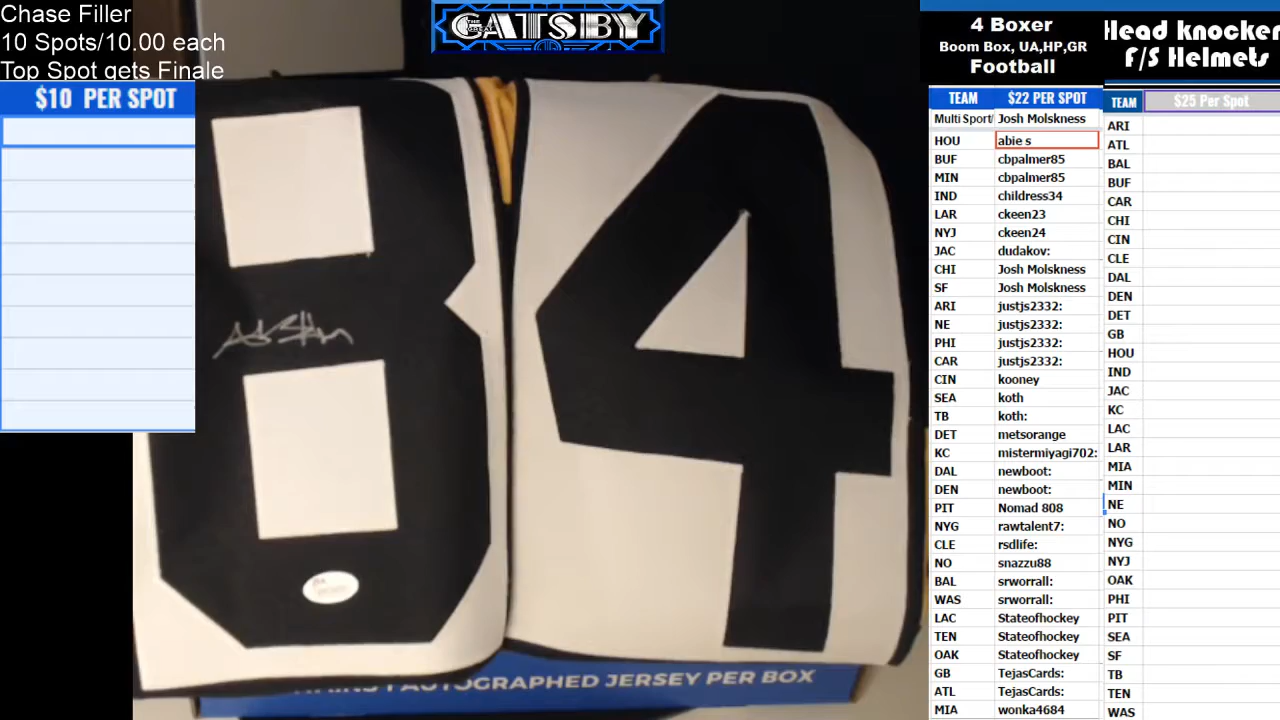 Chase Filler
10 Spots/10.00 each
Top Spot gets Finale
$10 PER SPOT
THE GREAT
GATSBY
84
AUTOGRAPHED JERSEY PER BOX
4 Boxer
Boom Box, UA,HP,GR
Football
TEAM $22 PER SPOT
Multi Sport/ Josh Molskness
HOU abie s
BUF cbpalmer85
MIN cbpalmer85
IND childress34
LAR ckeen23
NYJ ckeen24
JAC dudakov:
CHI Josh Molskness
SF Josh Molskness
ARI justjs2332:
NE justjs2332:
PHI justjs2332:
CAR justjs2332:
CIN kooney
SEA koth
TB koth:
DET metsorange
KC mistermiyagi702:
DAL newboot:
DEN newboot:
PIT Nomad 808
NYG rawtalent7:
CLE rsdlife:
NO snazzu88
BAL srworrall:
WAS srworrall:
LAC Stateofhockey
TEN Stateofhockey
OAK Stateofhockey
GB TejasCards:
ATL TejasCards:
MIA wonka4684
Head knocker
F/S Helmets
TEAM $25 Per Spot
ARI
ATL
BAL
BUF
CAR
CHI
CIN
CLE
DAL
DEN
DET
GB
HOU
IND
JAC
KC
LAC
LAR
MIA
MIN
NE
NO
NYG
NYJ
OAK
PHI
PIT
SEA
SF
TB
TEN
WAS